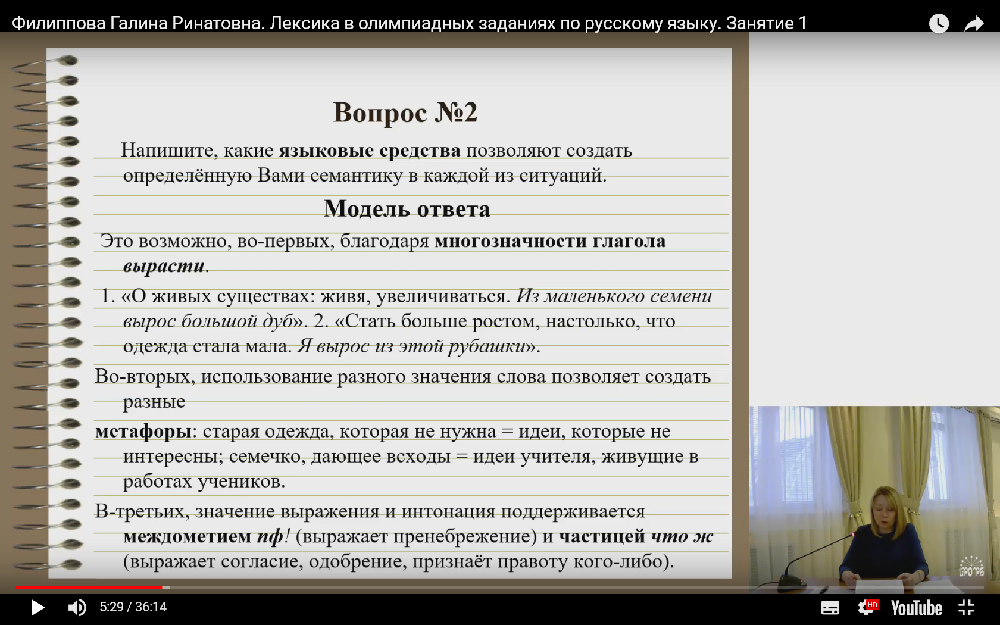 Филиппова Галина Ринатовна. Лексика в олимпиадных заданиях по русскому языку. Занятие 1
Вопрос №2
Напишите, какие языковые средства позволяют создать
определённую Вами семантику в каждой из ситуаций.
Модель ответа
Это возможно, во-первых, благодаря многозначности глагола
вырасти.
1. «О живых существах: живя, увеличиваться. Из маленького семени
вырос большой дуб». 2. «Стать больше ростом, настолько, что
одежда стала мала. Я вырос из этой рубашки».
Во-вторых, использование разного значения слова позволяет создать
разные
метафоры: старая одежда, которая не нужна = идеи, которые не
интересны; семечко, дающее всходы = идеи учителя, живущие в
работах учеников.
В-третьих, значение выражения и интонация поддерживается
междометием пф! (выражает пренебрежение) и частицей что ж
(выражает согласие, одобрение, признаёт правоту кого-либо).
ИРО РБ
5:29 / 36:14
HD
YouTube